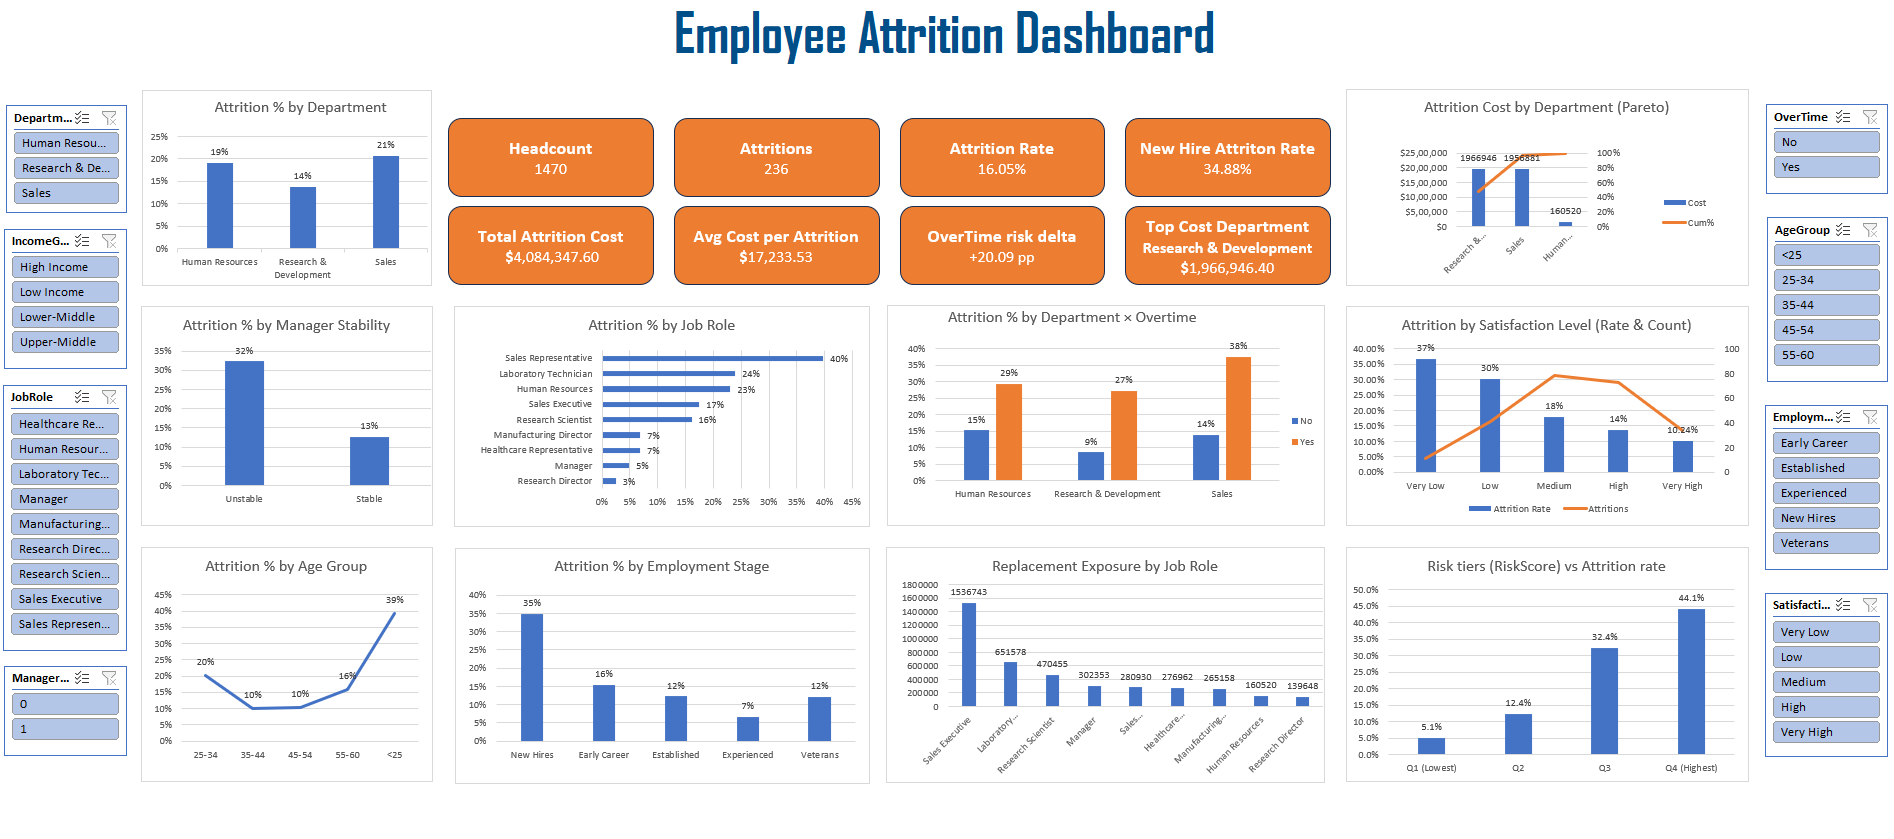 Employee Attrition Dashboard
Departm...
Human Resou...
Research & De...
Sales
IncomeG...
High Income
Low Income
Lower-Middle
Upper-Middle
JobRole
Healthcare Re...
Human Resour...
Laboratory Tec...
Manager
Manufacturing...
Research Direc...
Research Scien...
Sales Executive
Sales Represen...
Manager...
0
1
Attrition % by Department
25%
20%
15%
10%
5%
0%
19%
14%
21%
Human Resources
Research &
Development
Sales
Headcount
1470
Attritions
236
Attrition Rate
16.05%
New Hire Attriton Rate
34.88%
Total Attrition Cost
$4,084,347.60
Avg Cost per Attrition
$17,233.53
OverTime risk delta
+20.09 pp
Top Cost Department
Research & Development
$1,966,946.40
Attrition Cost by Department (Pareto)
$25,00,000
$20,00,000
$15,00,000
$10,00,000
$5,00,000
$0
1966946
1956881
160520
100%
80%
60%
40%
20%
0%
Research &...
Sales
Human...
Cost
Cum%
Attrition % by Manager Stability
35%
30%
25%
20%
15%
10%
5%
0%
32%
13%
Unstable
Stable
Attrition % by Job Role
Sales Representative
40%
Laboratory Technician
24%
Human Resources
23%
Sales Executive
17%
Research Scientist
16%
Manufacturing Director
7%
Healthcare Representative
7%
Manager
5%
Research Director
3%
0% 5% 10% 15% 20% 25% 30% 35% 40% 45%
Attrition % by Department × Overtime
40%
35%
30%
25%
20%
15%
10%
5%
0%
15%
29%
9%
27%
14%
38%
Human Resources
Research & Development
Sales
No
Yes
Attrition by Satisfaction Level (Rate & Count)
40.00%
35.00%
30.00%
25.00%
20.00%
15.00%
10.00%
5.00%
0.00%
37%
30%
18%
14%
10.24%
100
80
60
40
20
0
Very Low
Low
Medium
High
Very High
Attrition Rate
Attritions
Attrition % by Age Group
45%
40%
35%
30%
25%
20%
15%
10%
5%
0%
20%
10%
10%
16%
39%
25-34
35-44
45-54
55-60
<25
Attrition % by Employment Stage
40%
35%
30%
25%
20%
15%
10%
5%
0%
35%
16%
12%
7%
12%
New Hires
Early Career
Established
Experienced
Veterans
Replacement Exposure by Job Role
1800000
1600000
1400000
1200000
1000000
800000
600000
400000
200000
0
1536743
651578
470455
302353
280930
276962
265158
160520
139648
Sales Executive
Laboratory...
Research Scientist
Manager
Sales...
Healthcare...
Manufacturing...
Human Resources
Research Director
Risk tiers (RiskScore) vs Attrition rate
50.0%
45.0%
40.0%
35.0%
30.0%
25.0%
20.0%
15.0%
10.0%
5.0%
0.0%
5.1%
12.4%
32.4%
44.1%
Q1 (Lowest)
Q2
Q3
Q4 (Highest)
OverTime
No
Yes
AgeGroup
<25
25-34
35-44
45-54
55-60
Employm...
Early Career
Established
Experienced
New Hires
Veterans
Satisfacti...
Very Low
Low
Medium
High
Very High